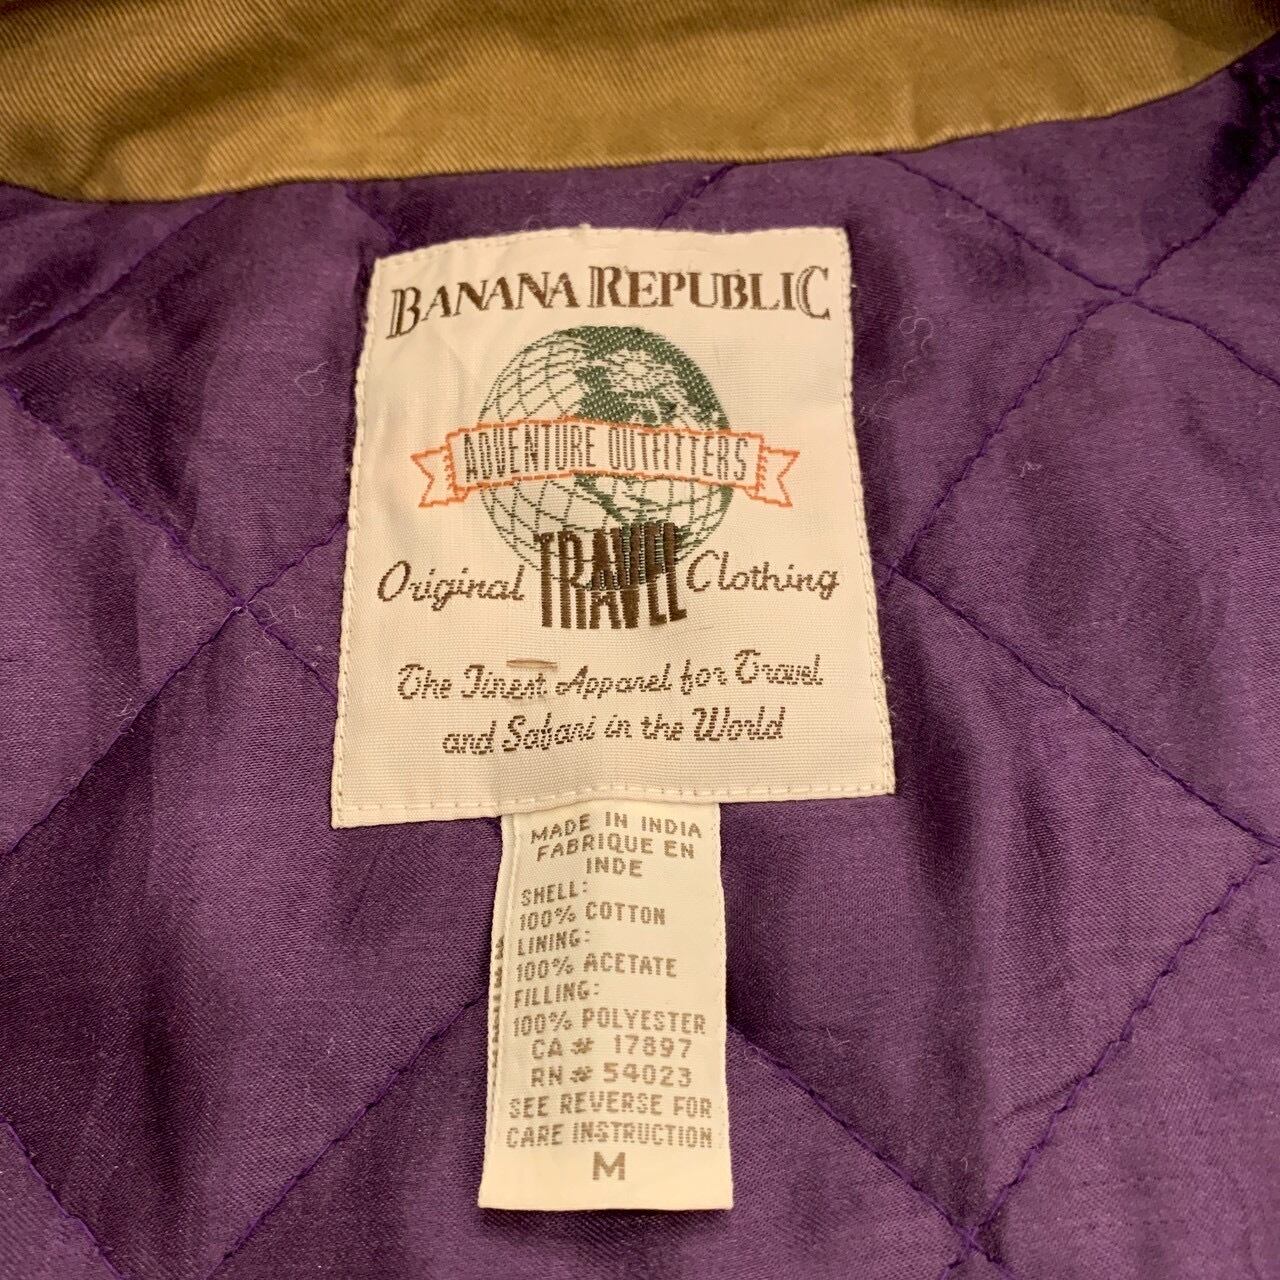 BANANA REPUBLIC
ADVENTURE OUTFITTERS
Original TRAVEL Clothing
The Finest Apparel for Travel
and Safari in the World
MADE IN INDIA
FABRIQUE EN
INDE
SHELL:
100% COTTON
LINING:
100% ACETATE
FILLING:
100% POLYESTER
CA# 17897
RN# 54023
SEE REVERSE FOR
CARE INSTRUCTION
M